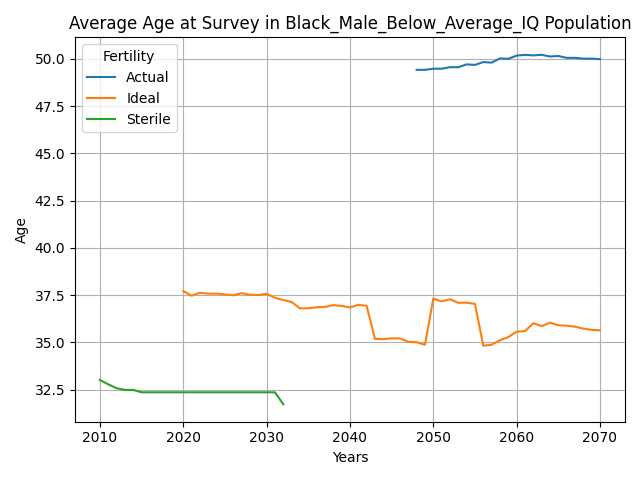 Average Age at Survey in Black_Male_Below_Average_IQ Population
Fertility
Actual
Ideal
Sterile
Age
50.0
47.5
45.0
42.5
40.0
37.5
35.0
32.5
2010 2020 2030 2040 2050 2060 2070
Years